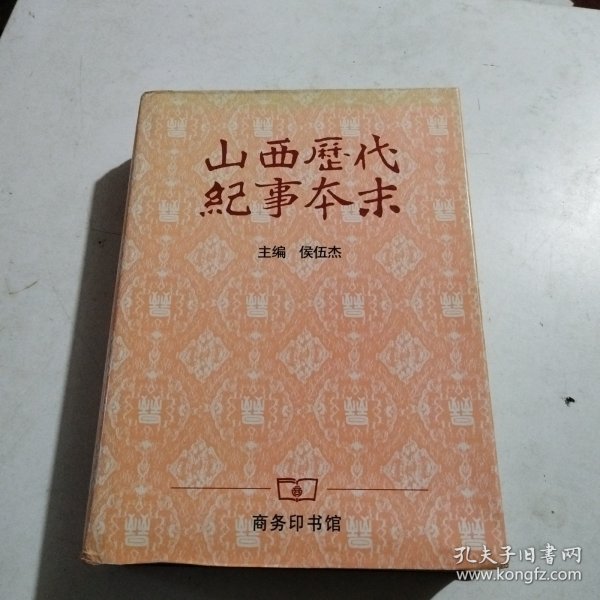 山西歷代
紀事本末
主编 侯伍杰
商务印书馆
孔夫子旧书网
www.kongfz.com